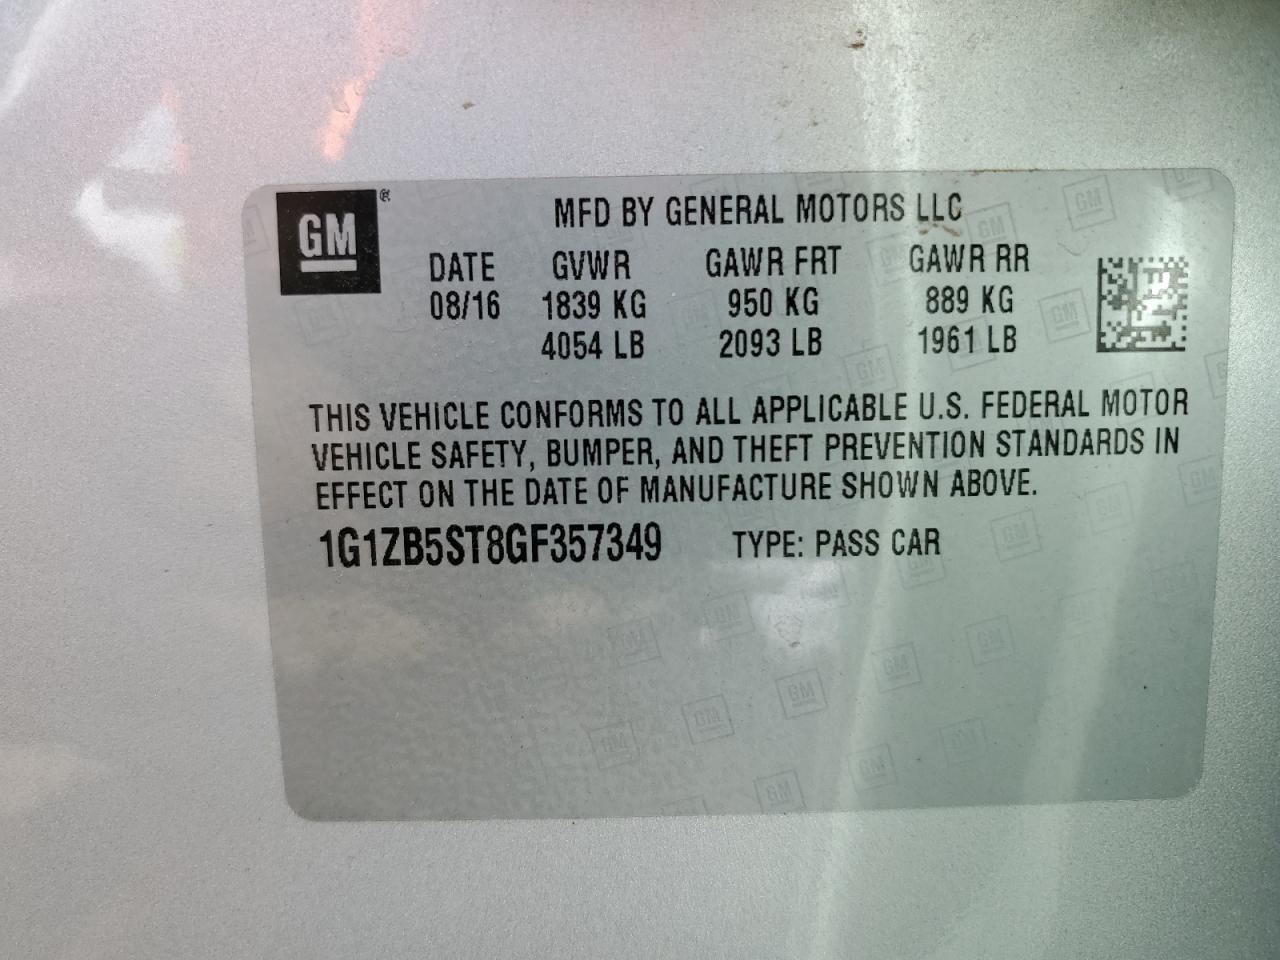 GM ®
MFD BY GENERAL MOTORS LLC
DATE GVWR GAWR FRT GAWR RR
08/16 1839 KG 950 KG 889 KG
4054 LB 2093 LB 1961 LB
THIS VEHICLE CONFORMS TO ALL APPLICABLE U.S. FEDERAL MOTOR
VEHICLE SAFETY, BUMPER, AND THEFT PREVENTION STANDARDS IN
EFFECT ON THE DATE OF MANUFACTURE SHOWN ABOVE.
1G1ZB5ST8GF357349 TYPE: PASS CAR